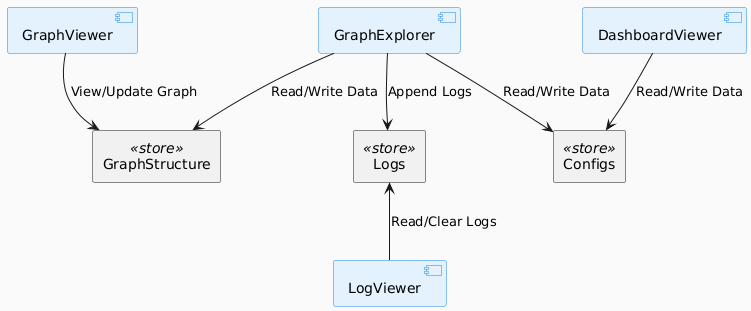 GraphViewer
GraphExplorer
DashboardViewer
View/Update Graph
Read/Write Data
Append Logs
Read/Write Data
Read/Write Data
«store»
GraphStructure
«store»
Logs
«store»
Configs
Read/Clear Logs
LogViewer